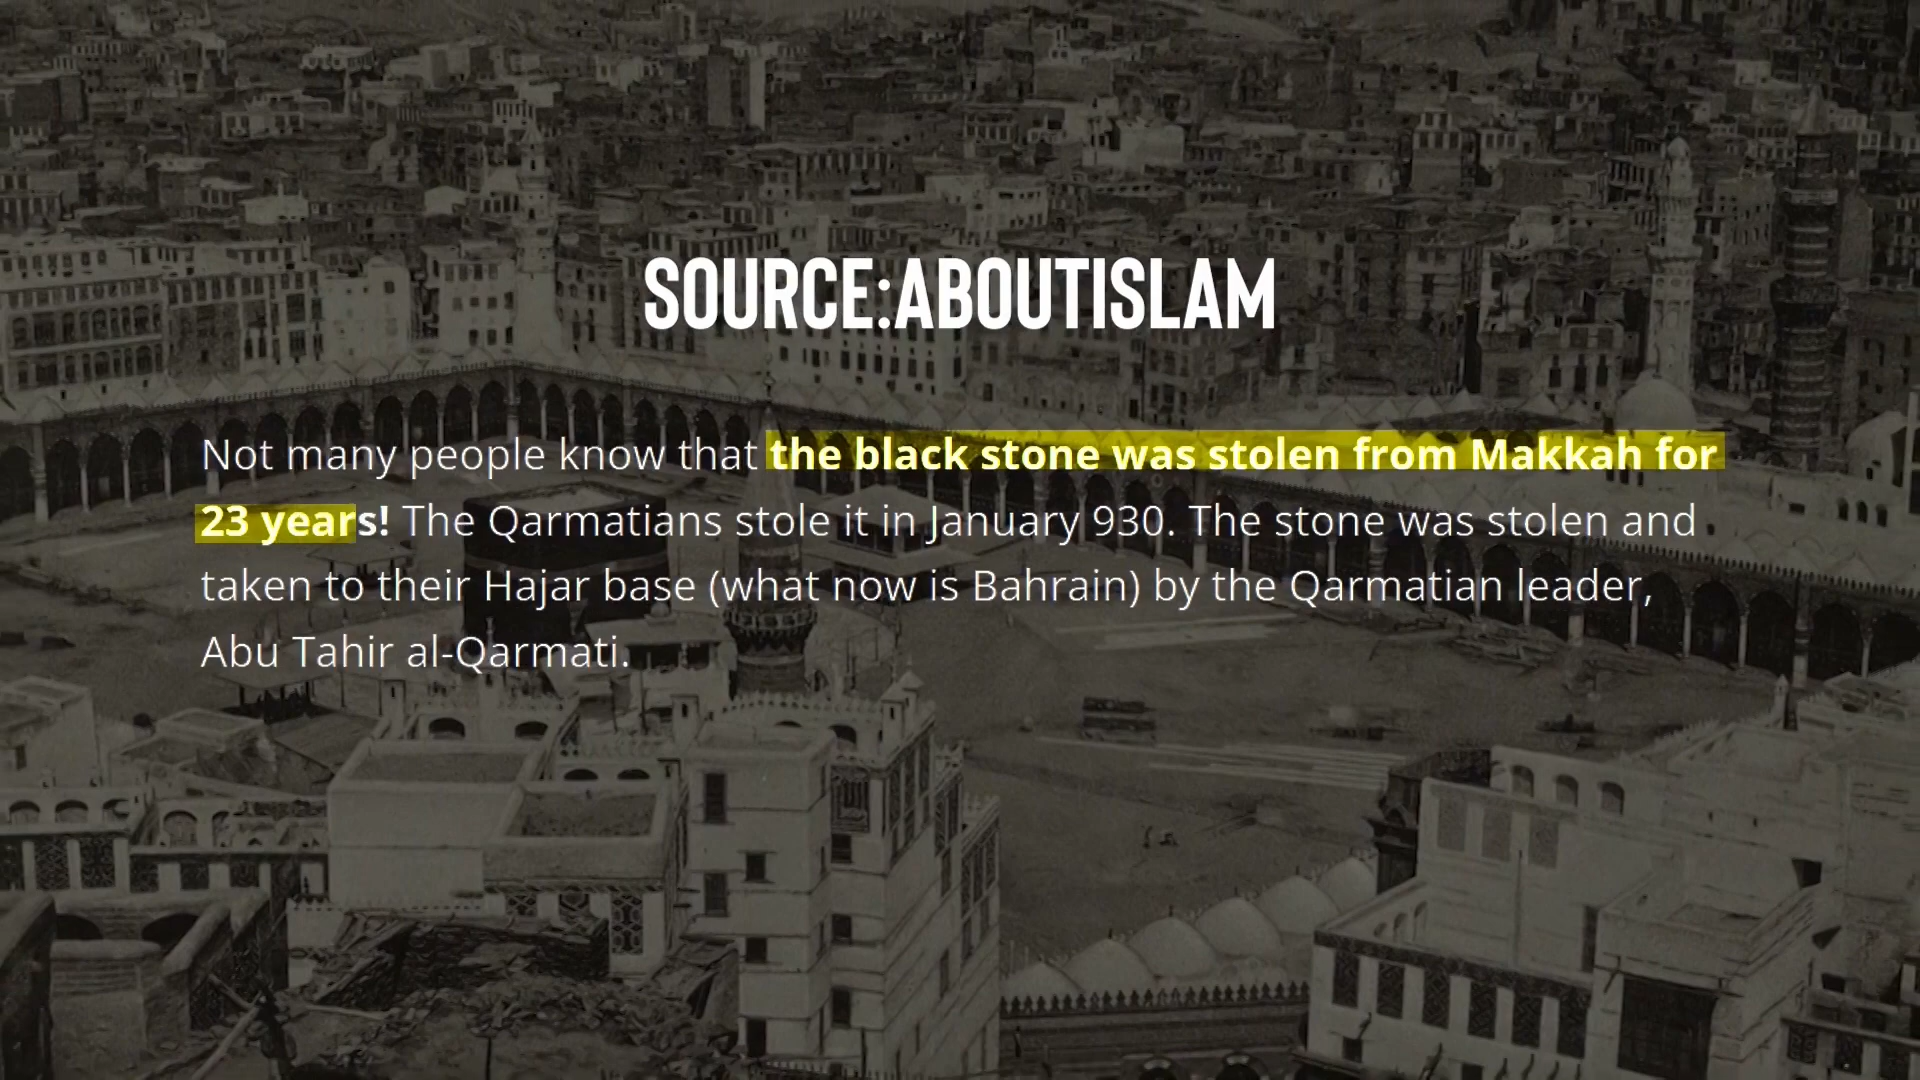 SOURCE:ABOUTISLAM
Not many people know that the black stone was stolen from Makkah for
23 years! The Qarmatians stole it in January 930. The stone was stolen and
taken to their Hajar base (what now is Bahrain) by the Qarmatian leader,
Abu Tahir al-Qarmati.